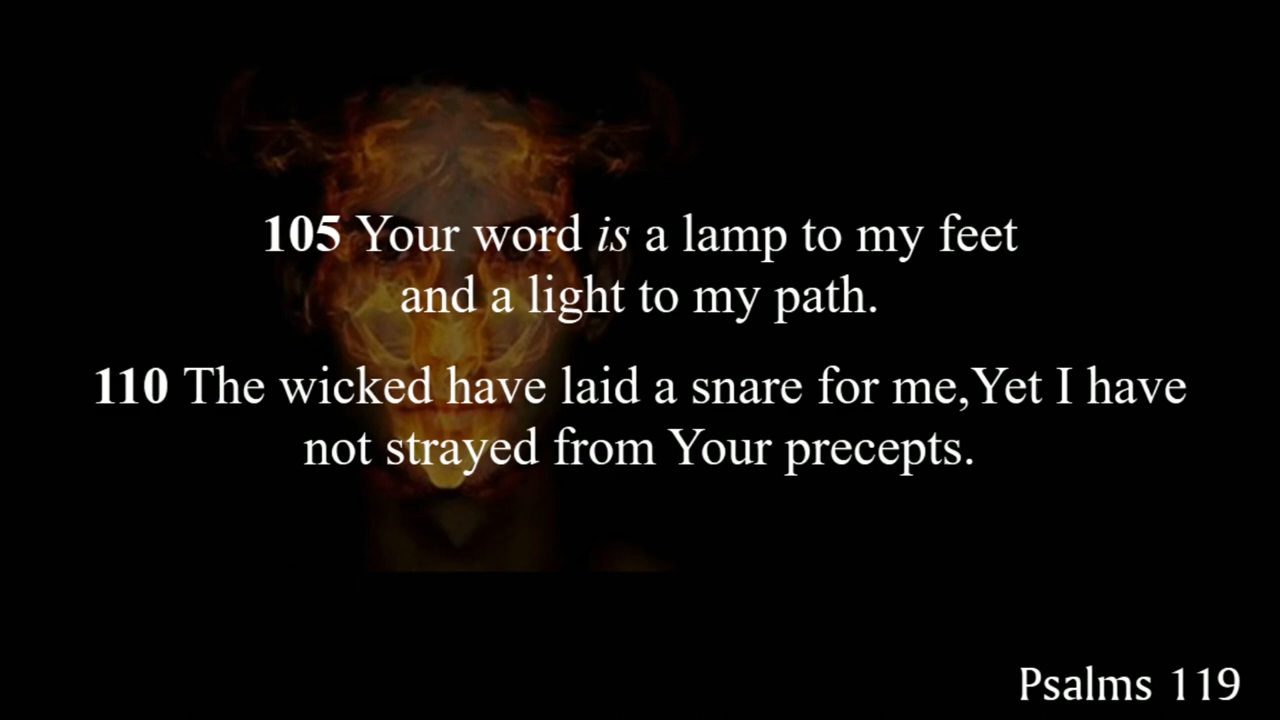 105 Your word is a lamp to my feet
and a light to my path.
110 The wicked have laid a snare for me,Yet I have
not strayed from Your precepts.
Psalms 119